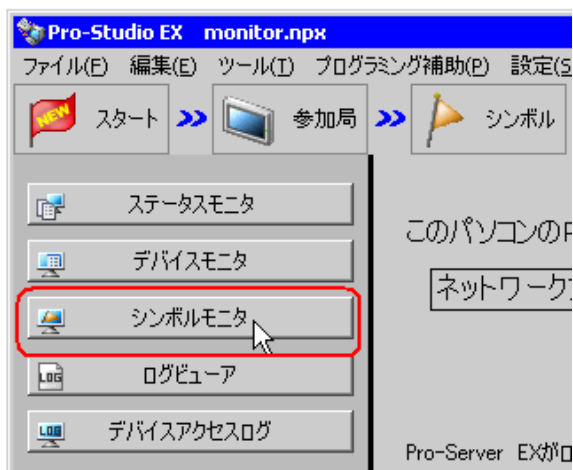 Pro-Studio EX monitor.npx
ファイル(F) 編集(E) ツール(T) プログラミング補助(P) 設定(S
NEW スタート >> 参加局 >> シンボル
ステータスモニタ
このパソコンのP
デバイスモニタ
ネットワーク
シンボルモニタ
LOG ログビューア
LOG デバイスアクセスログ
Pro-Server EXがロ